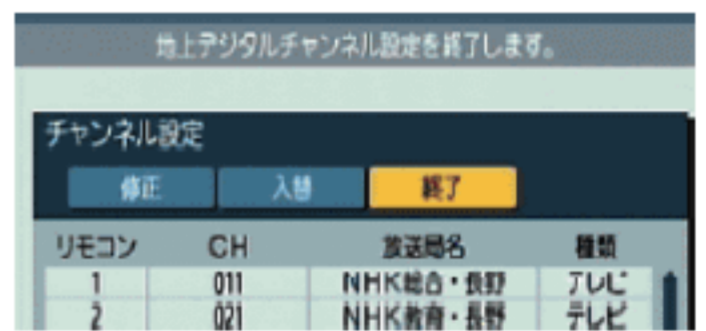 地上デジタルチャンネル設定を終了します。
チャンネル設定
修正 入替 終了
リモコン CH 放送局名 種類
1 011 NHK総合・長野 テレビ
2 021 NHK教育・長野 テレビ